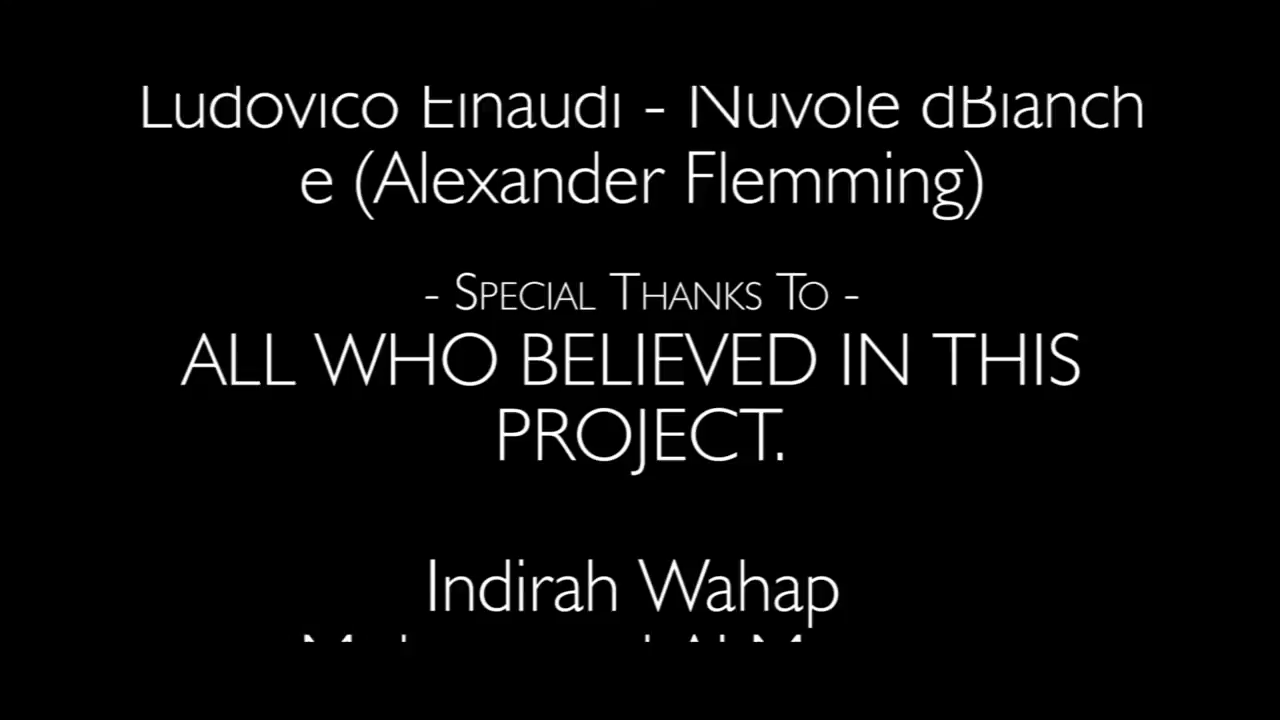 Ludovico Einaudi - Nuvole dBianch
e (Alexander Flemming)
- SPECIAL THANKS TO -
ALL WHO BELIEVED IN THIS
PROJECT.
Indirah Wahap